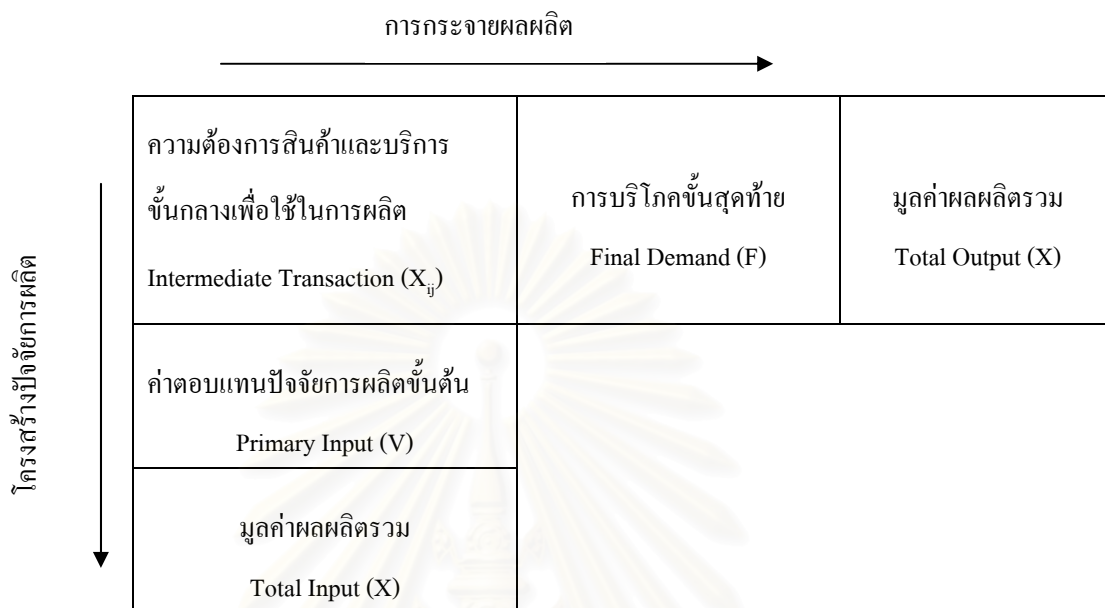 การกระจายผลผลิต
โครงสร้างปัจจัยการผลิต
ความต้องการสินค้าและบริการ
ขั้นกลางเพื่อใช้ในการผลิต
Intermediate Transaction (Xij)
การบริโภคขั้นสุดท้าย
Final Demand (F)
มูลค่าผลผลิตรวม
Total Output (X)
ค่าตอบแทนปัจจัยการผลิตขั้นต้น
Primary Input (V)
มูลค่าผลผลิตรวม
Total Input (X)